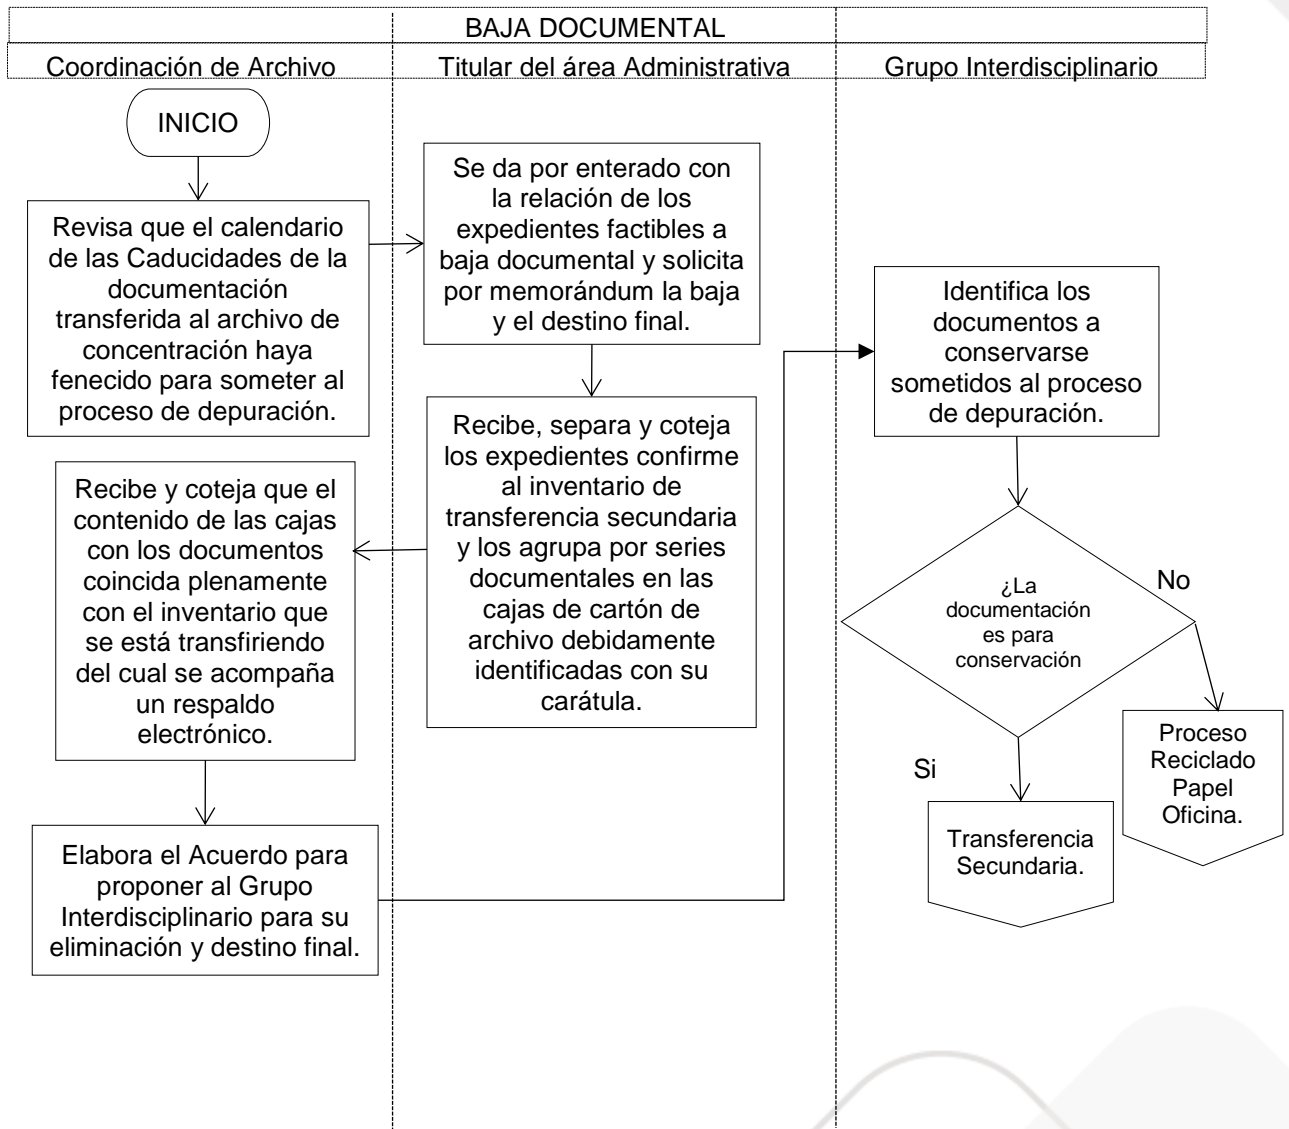 BAJA DOCUMENTAL
Coordinación de Archivo
Titular del área Administrativa
Grupo Interdisciplinario
INICIO
Revisa que el calendario
de las Caducidades de la
documentación
transferida al archivo de
concentración haya
fenecido para someter al
proceso de depuración.
Se da por enterado con
la relación de los
expedientes factibles a
baja documental y solicita
por memorándum la baja
y el destino final.
Recibe, separa y coteja
los expedientes confirme
al inventario de
transferencia secundaria
y los agrupa por series
documentales en las
cajas de cartón de
archivo debidamente
identificadas con su
carátula.
Recibe y coteja que el
contenido de las cajas
con los documentos
coincida plenamente
con el inventario que
se está transfiriendo
del cual se acompaña
un respaldo
electrónico.
Elabora el Acuerdo para
proponer al Grupo
Interdisciplinario para su
eliminación y destino final.
Identifica los
documentos a
conservarse
sometidos al proceso
de depuración.
¿La
documentación
es para
conservación
No
Si
Proceso
Reciclado
Papel
Oficina.
Transferencia
Secundaria.